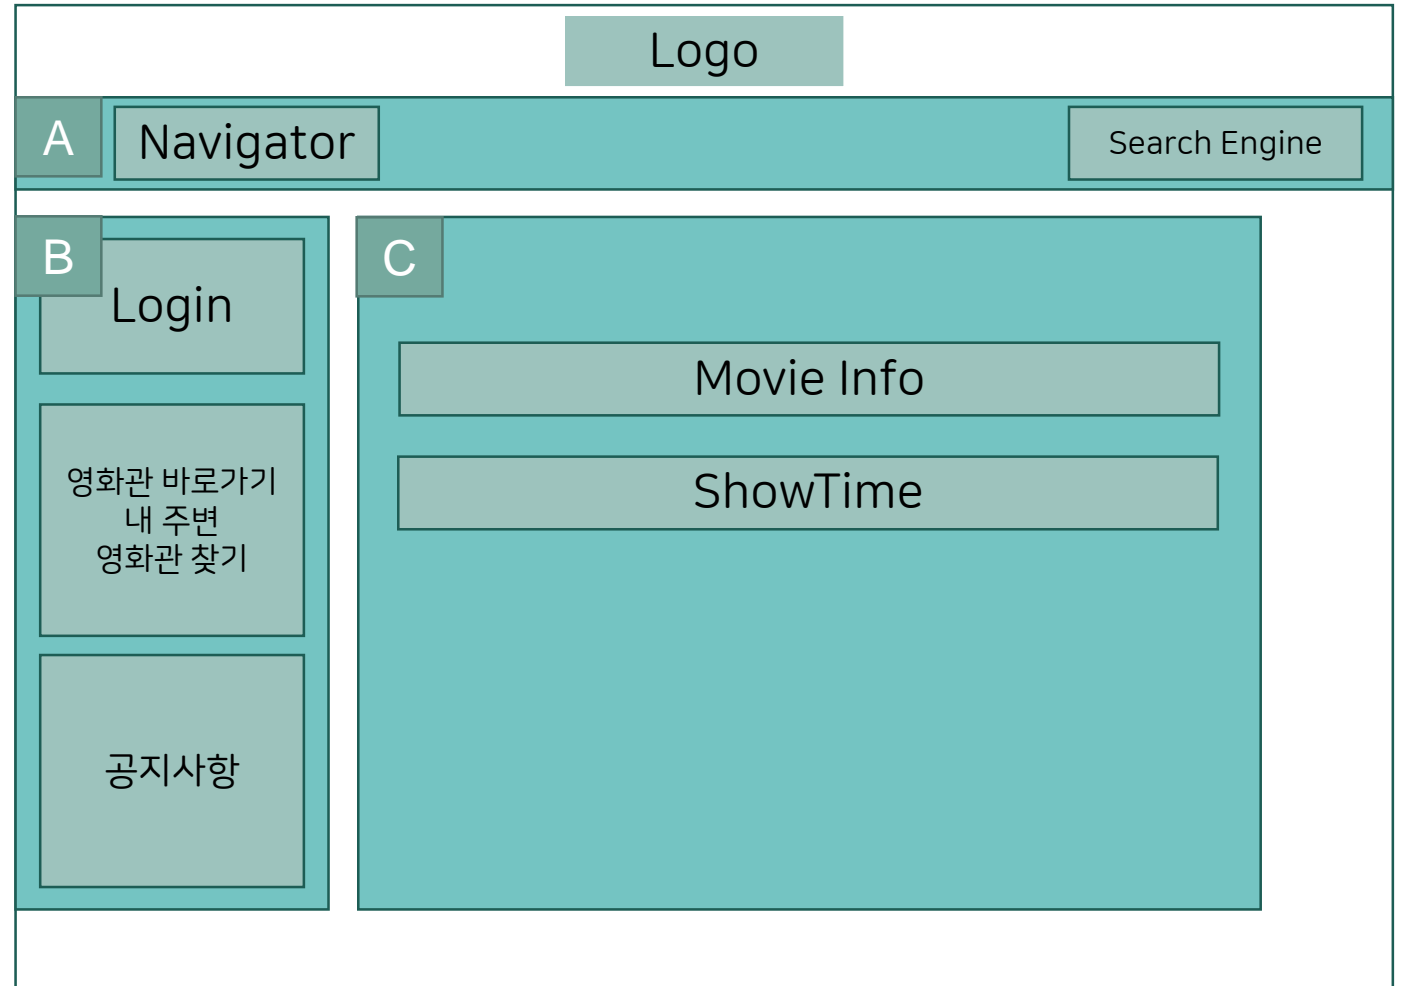 Logo
A
Navigator
Search Engine
B
Login
영화관 바로가기
내 주변
영화관 찾기
공지사항
C
Movie Info
ShowTime